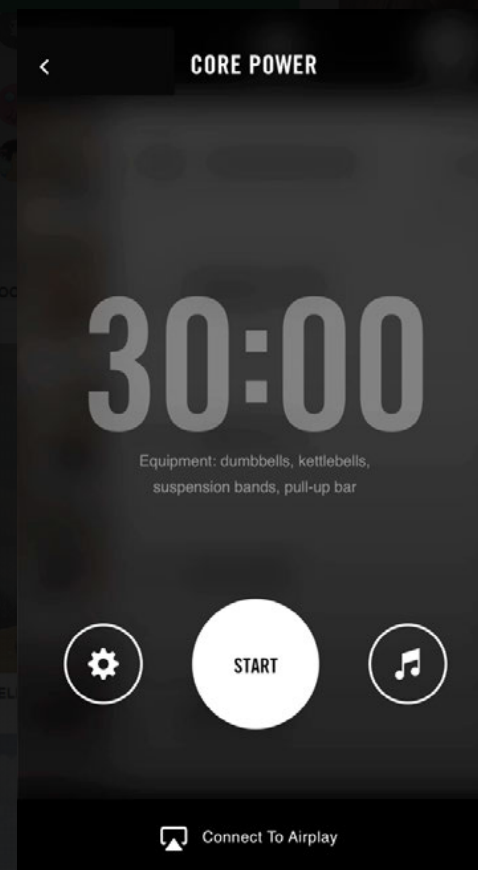 CORE POWER
30:00
Equipment: dumbbells, kettlebells,
suspension bands, pull-up bar
START
Connect To Airplay